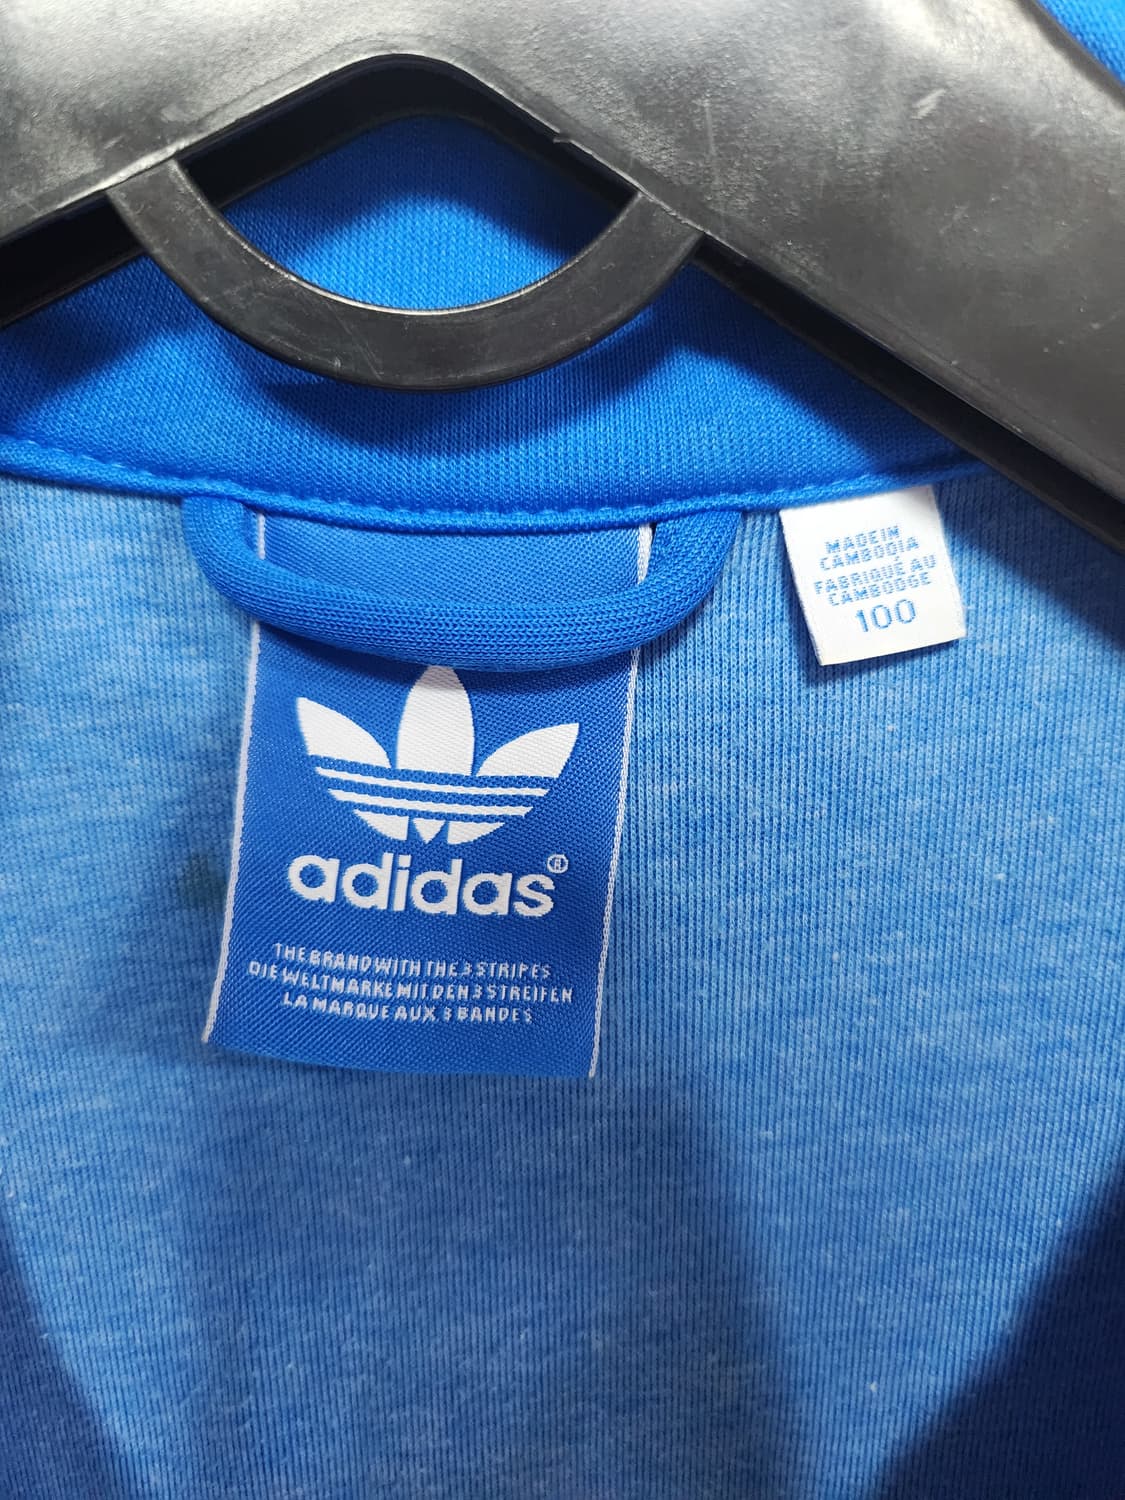 MADE IN
CAMBODIA
FABRIQUÉ AU
CAMBODGE
100
adidas®
THE BRAND WITH THE 3 STRIPES
DIE WELTMARKE MIT DEN 3 STREIFEN
LA MARQUE AUX 3 BANDES